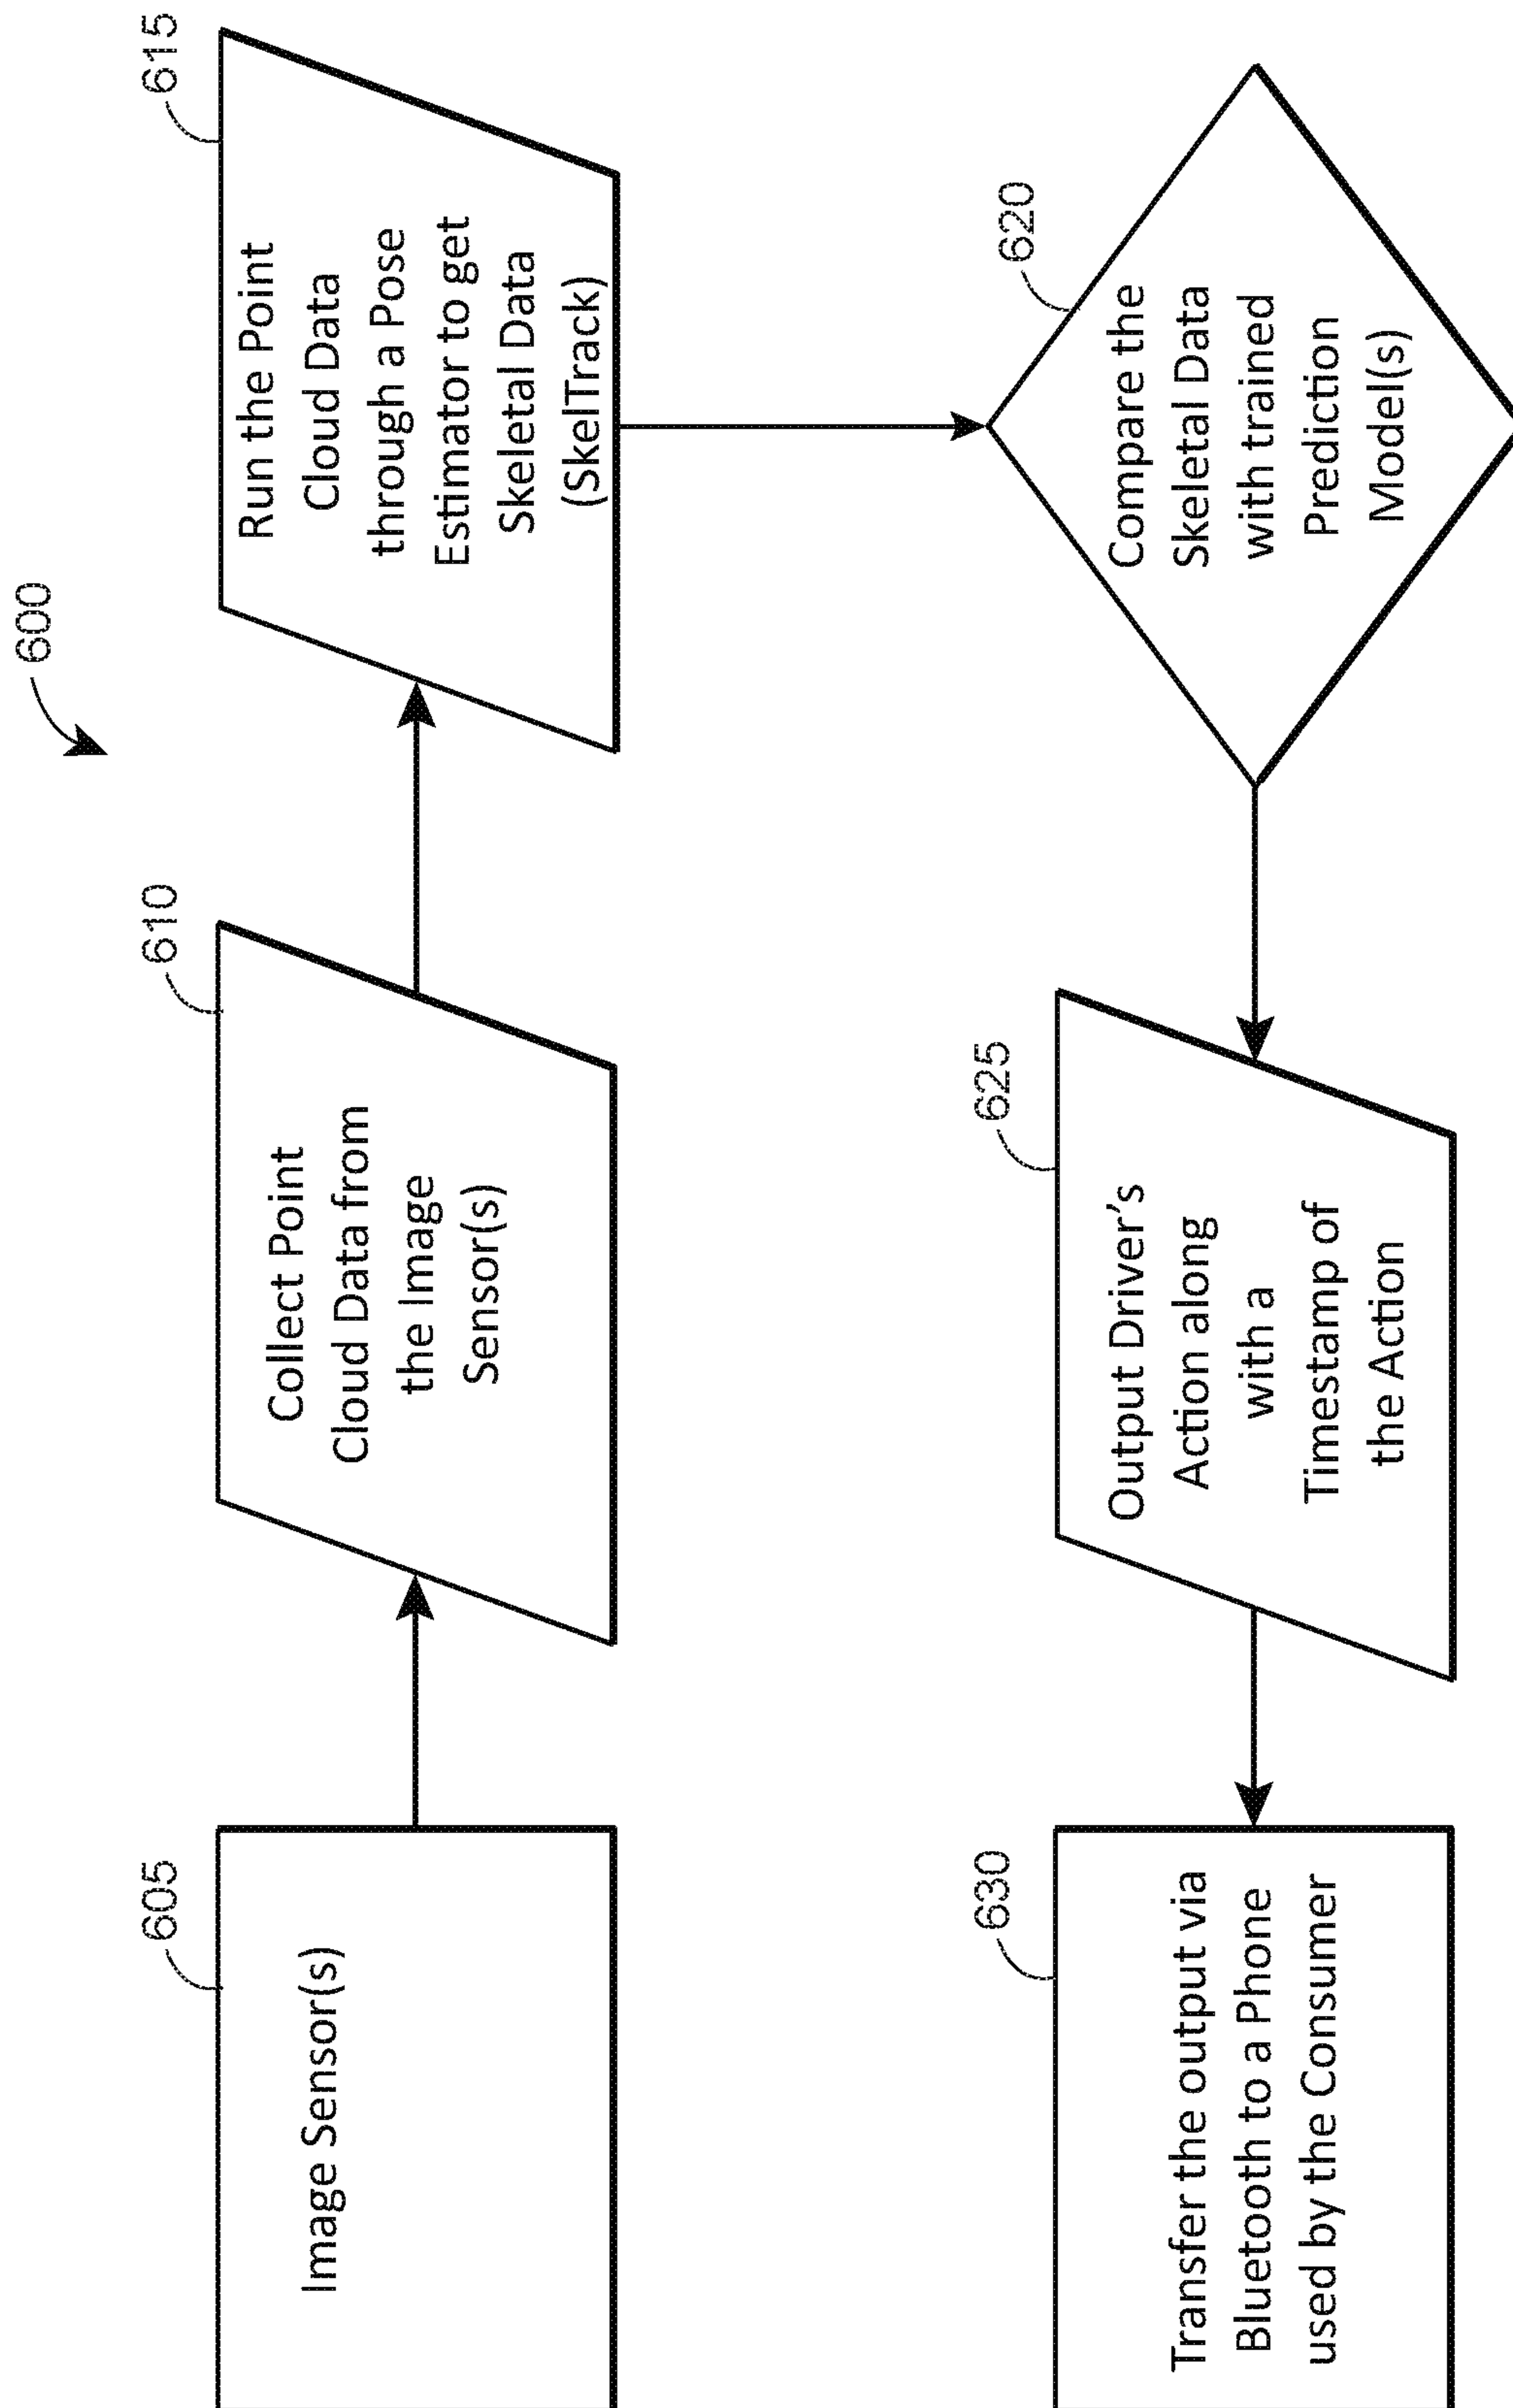 600
605
Image Sensor(s)
610
Collect Point
Cloud Data from
the Image
Sensor(s)
615
Run the Point
Cloud Data
through a Pose
Estimator to get
Skeletal Data
(SkelTrack)
620
Compare the
Skeletal Data
with trained
Prediction
Model(s)
625
Output Driver’s
Action along
with a
Timestamp of
the Action
630
Transfer the output via
Bluetooth to a Phone
used by the Consumer